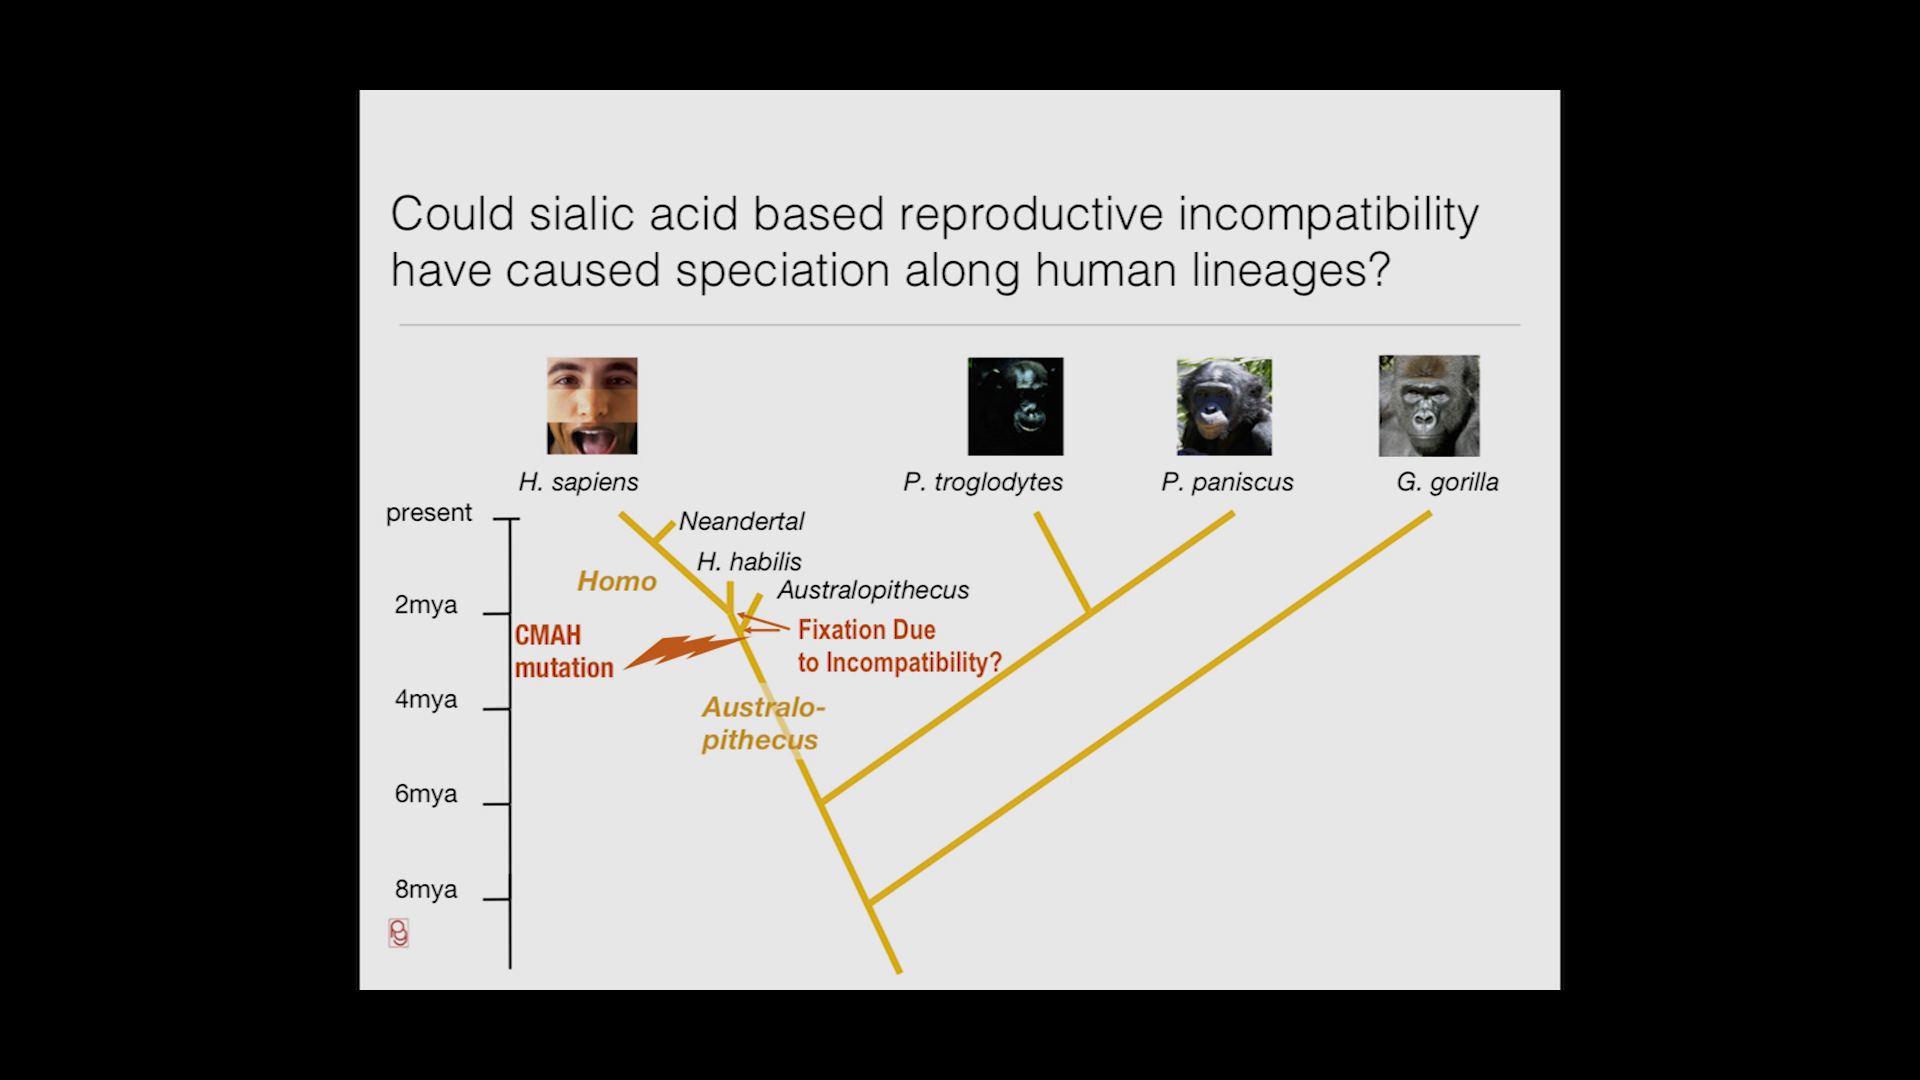 Could sialic acid based reproductive incompatibility
have caused speciation along human lineages?
H. sapiens
P. troglodytes
P. paniscus
G. gorilla
present
Neandertal
H. habilis
Homo
Australopithecus
2mya
CMAH
mutation
Fixation Due
to Incompatibility?
4mya
Australo-
pithecus
6mya
8mya